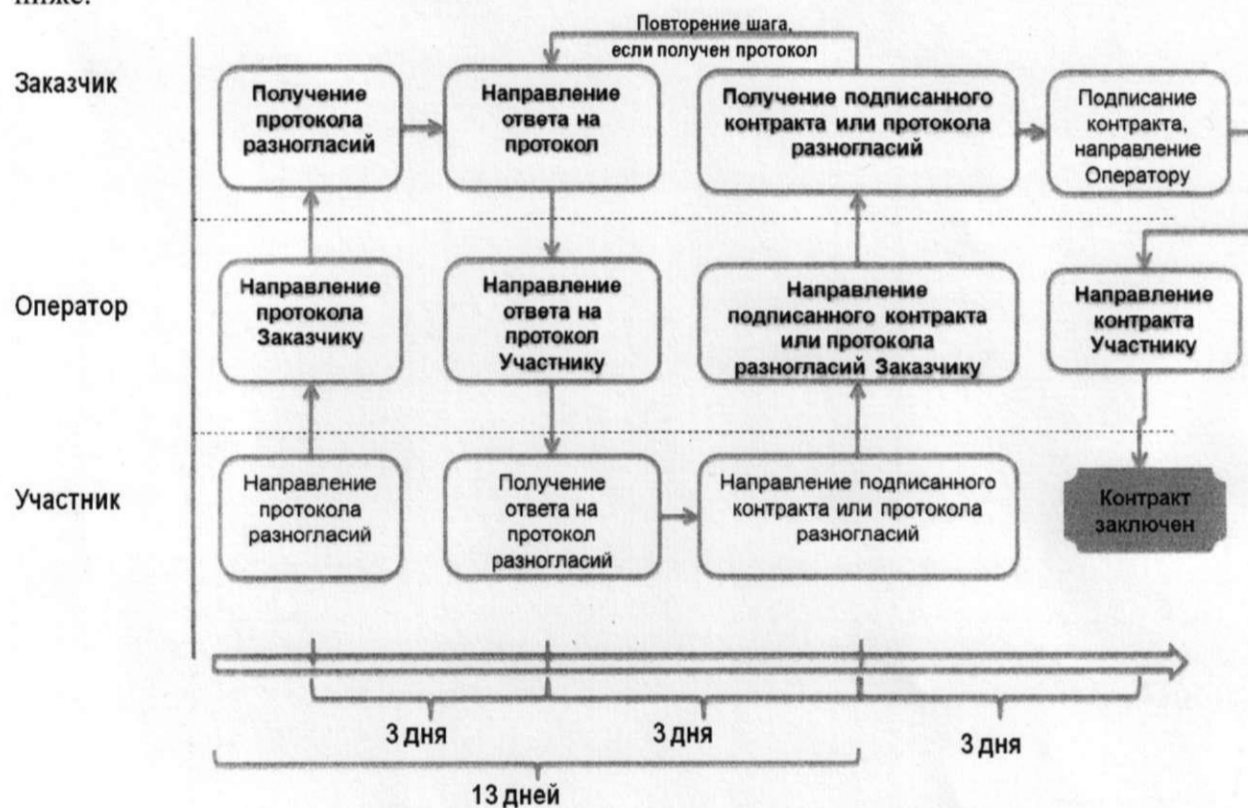 ниже.
Повторение шага,
если получен протокол
Заказчик
Получение
протокола
разногласий
Направление
ответа на
протокол
Получение подписанного
контракта или протокола
разногласий
Подписание
контракта,
направление
Оператору
Оператор
Направление
протокола
Заказчику
Направление
ответа на
протокол
Участнику
Направление
подписанного контракта
или протокола
разногласий Заказчику
Направление
контракта
Участнику
Участник
Направление
протокола
разногласий
Получение
ответа на
протокол
разногласий
Направление подписанного
контракта или протокола
разногласий
Контракт
заключен
3 дня
3 дня
3 дня
13 дней